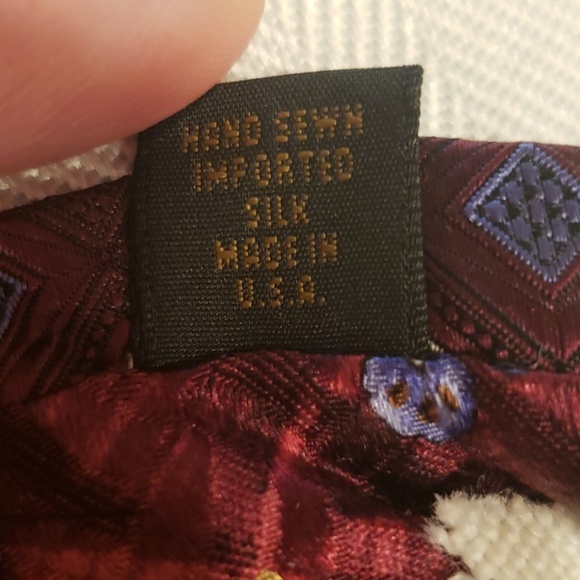 HAND SEWN
IMPORTED
SILK
MADE IN
U.S.A.